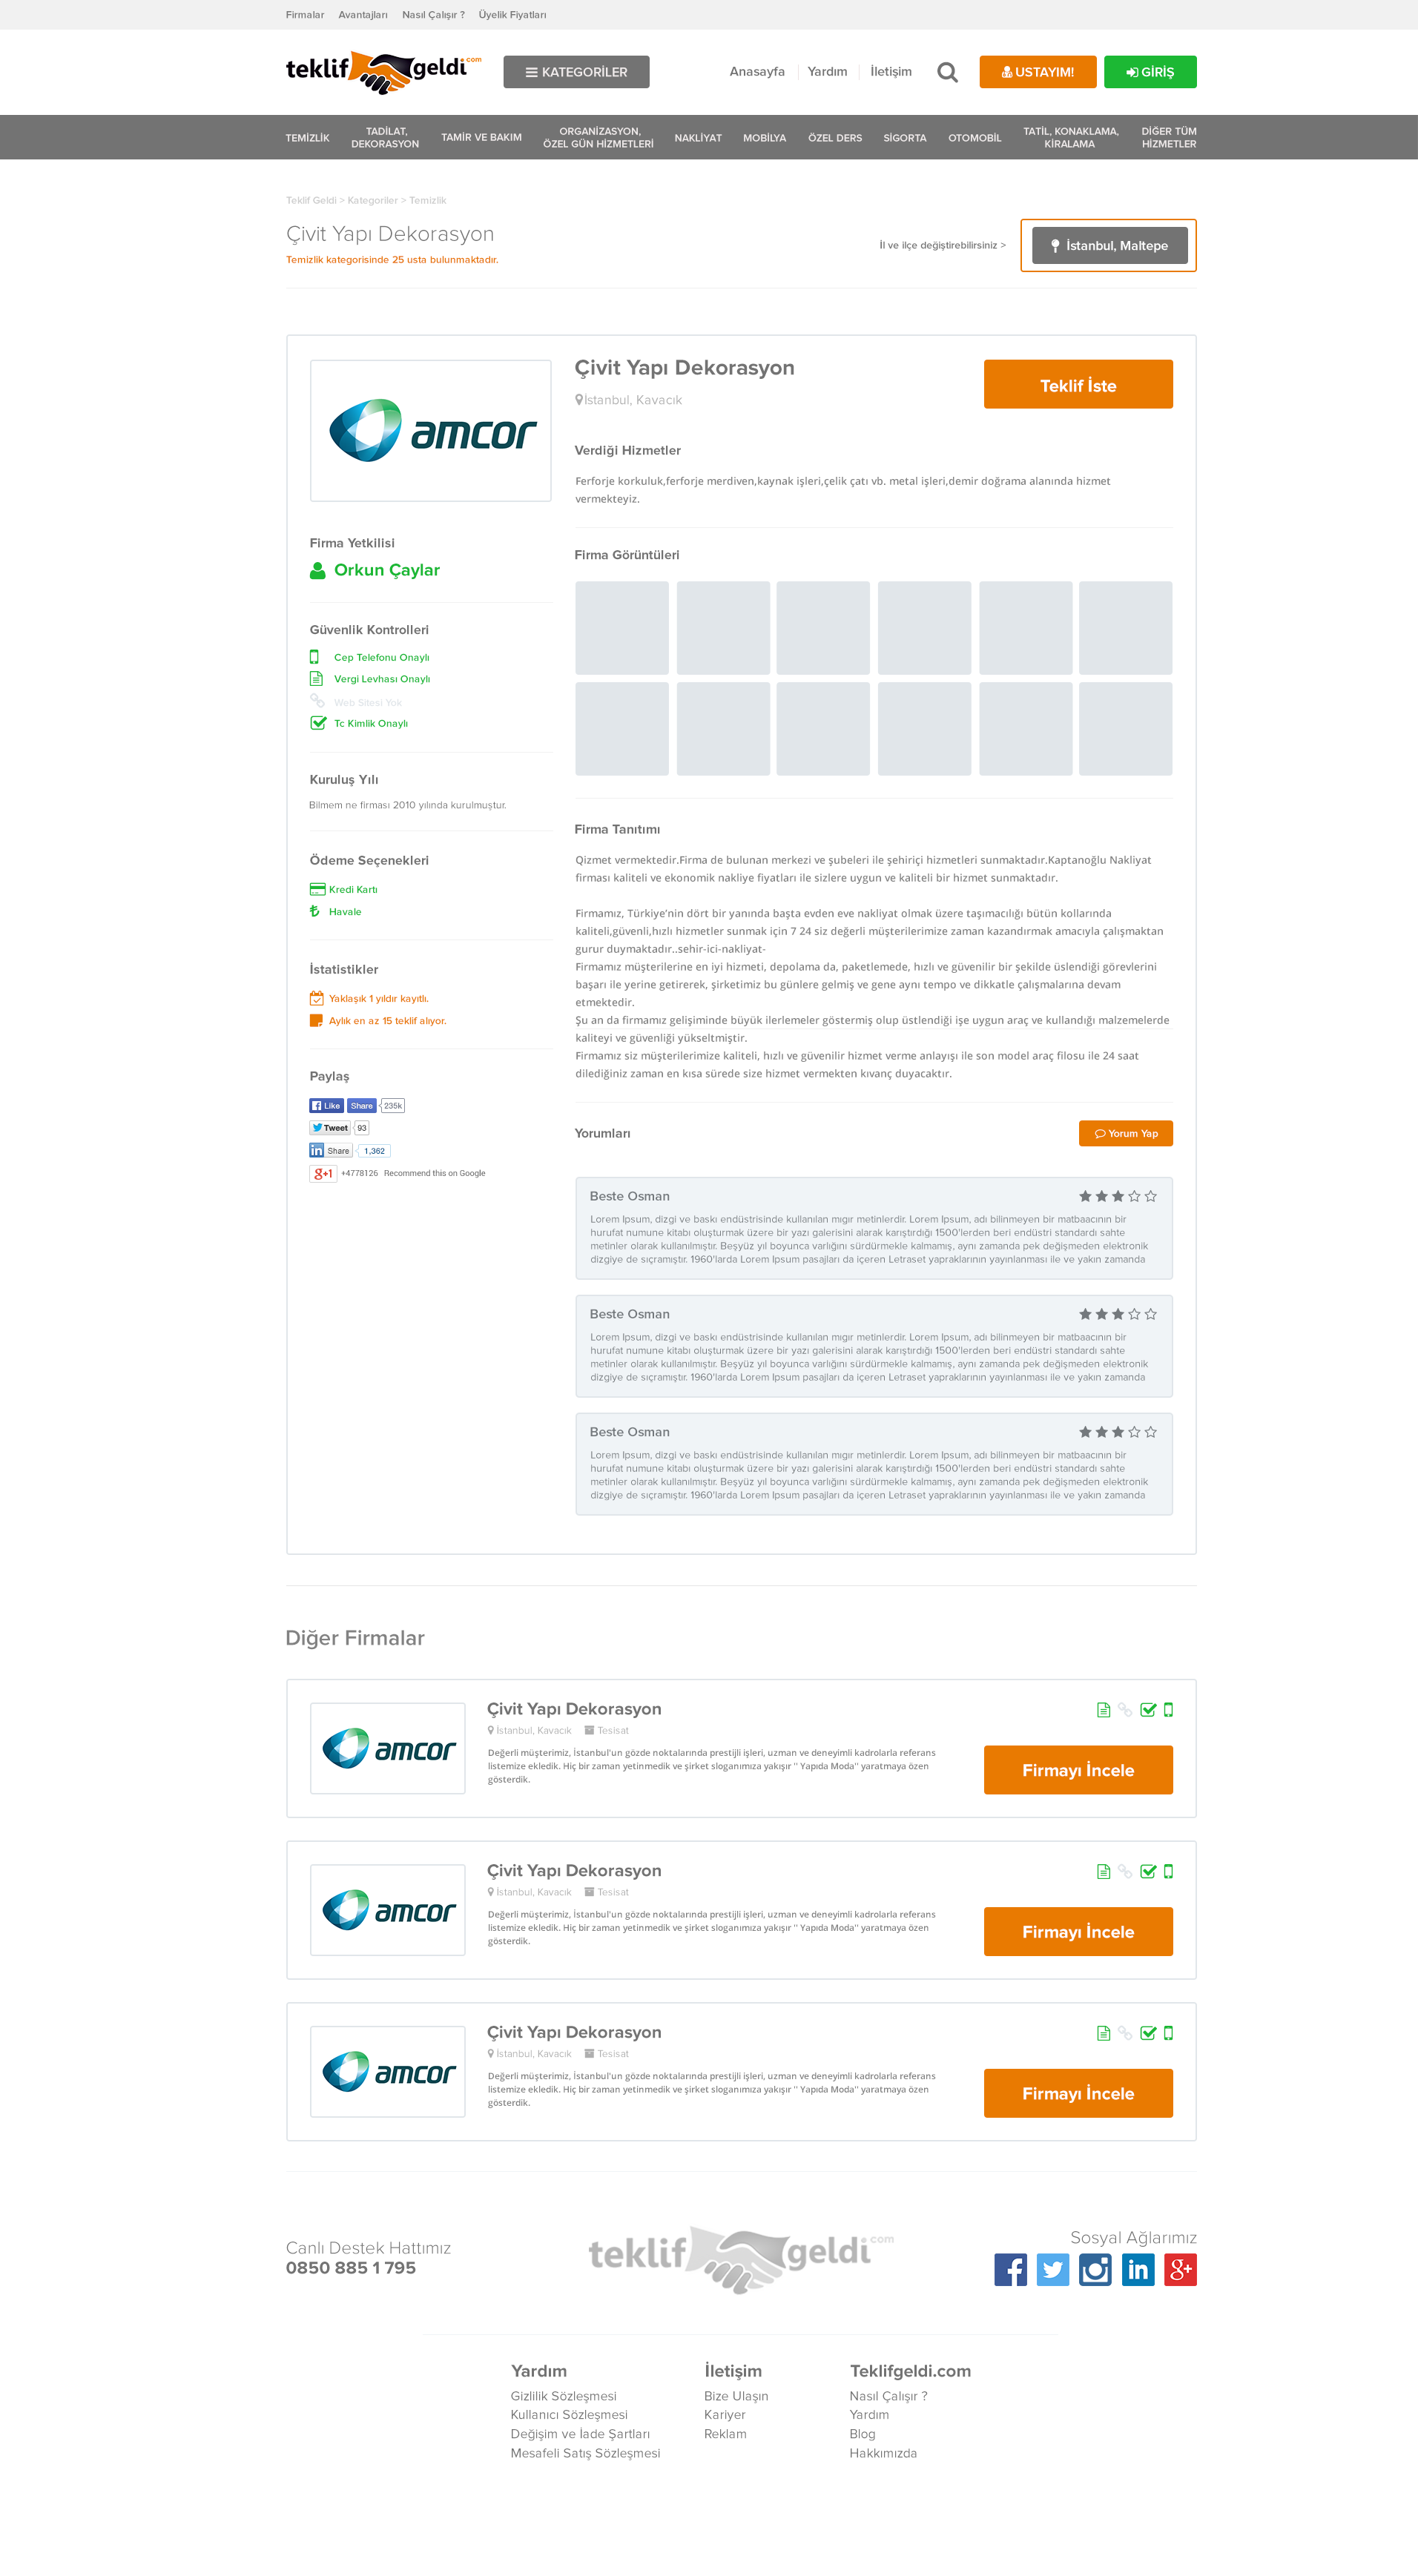 Firmalar Avantajları Nasıl Çalışır ? Üyelik Fiyatları
teklif geldi .com
KATEGORİLER
Anasayfa Yardım İletişim
USTAYIM! GİRİŞ
TEMİZLİK
TADİLAT,
DEKORASYON
TAMİR VE BAKIM
ORGANİZASYON,
ÖZEL GÜN HİZMETLERİ
NAKLİYAT
MOBİLYA
ÖZEL DERS
SİGORTA
OTOMOBİL
TATİL, KONAKLAMA,
KİRALAMA
DİĞER TÜM
HİZMETLER
Teklif Geldi > Kategoriler > Temizlik
Çivit Yapı Dekorasyon
Temizlik kategorisinde 25 usta bulunmaktadır.
İl ve ilçe değiştirebilirsiniz >
İstanbul, Maltepe
amcor
Firma Yetkilisi
Orkun Çaylar
Güvenlik Kontrolleri
Cep Telefonu Onaylı
Vergi Levhası Onaylı
Web Sitesi Yok
Tc Kimlik Onaylı
Kuruluş Yılı
Bilmem ne firması 2010 yılında kurulmuştur.
Ödeme Seçenekleri
Kredi Kartı
Havale
İstatistikler
Yaklaşık 1 yıldır kayıtlı.
Aylık en az 15 teklif alıyor.
Paylaş
Like Share 235k
Tweet 93
in Share 1,362
g+1 +4778126 Recommend this on Google
Çivit Yapı Dekorasyon
İstanbul, Kavacık
Teklif İste
Verdiği Hizmetler
Ferforje korkuluk,ferforje merdiven,kaynak işleri,çelik çatı vb. metal işleri,demir doğrama alanında hizmet
vermekteyiz.
Firma Görüntüleri
Firma Tanıtımı
Qizmet vermektedir.Firma de bulunan merkezi ve şubeleri ile şehiriçi hizmetleri sunmaktadır.Kaptanoğlu Nakliyat
firması kaliteli ve ekonomik nakliye fiyatları ile sizlere uygun ve kaliteli bir hizmet sunmaktadır.
Firmamız, Türkiye'nin dört bir yanında başta evden eve nakliyat olmak üzere taşımacılığı bütün kollarında
kaliteli,güvenli,hızlı hizmetler sunmak için 7 24 siz değerli müşterilerimize zaman kazandırmak amacıyla çalışmaktan
gurur duymaktadır..sehir-ici-nakliyat-
Firmamız müşterilerine en iyi hizmeti, depolama da, paketlemede, hızlı ve güvenilir bir şekilde üslendiği görevlerini
başarı ile yerine getirerek, şirketimiz bu günlere gelmiş ve gene aynı tempo ve dikkatle çalışmalarına devam
etmektedir.
Şu an da firmamız gelişiminde büyük ilerlemeler göstermiş olup üstlendiği işe uygun araç ve kullandığı malzemelerde
kaliteyi ve güvenliği yükseltmiştir.
Firmamız siz müşterilerimize kaliteli, hızlı ve güvenilir hizmet verme anlayışı ile son model araç filosu ile 24 saat
dilediğiniz zaman en kısa sürede size hizmet vermekten kıvanç duyacaktır.
Yorumları
Yorum Yap
Beste Osman
Lorem Ipsum, dizgi ve baskı endüstrisinde kullanılan mıgır metinlerdir. Lorem Ipsum, adı bilinmeyen bir matbaacının bir
hurufat numune kitabı oluşturmak üzere bir yazı galerisini alarak karıştırdığı 1500'lerden beri endüstri standardı sahte
metinler olarak kullanılmıştır. Beşyüz yıl boyunca varlığını sürdürmekle kalmamış, aynı zamanda pek değişmeden elektronik
dizgiye de sıçramıştır. 1960'larda Lorem Ipsum pasajları da içeren Letraset yapraklarının yayınlanması ile ve yakın zamanda
Beste Osman
Lorem Ipsum, dizgi ve baskı endüstrisinde kullanılan mıgır metinlerdir. Lorem Ipsum, adı bilinmeyen bir matbaacının bir
hurufat numune kitabı oluşturmak üzere bir yazı galerisini alarak karıştırdığı 1500'lerden beri endüstri standardı sahte
metinler olarak kullanılmıştır. Beşyüz yıl boyunca varlığını sürdürmekle kalmamış, aynı zamanda pek değişmeden elektronik
dizgiye de sıçramıştır. 1960'larda Lorem Ipsum pasajları da içeren Letraset yapraklarının yayınlanması ile ve yakın zamanda
Beste Osman
Lorem Ipsum, dizgi ve baskı endüstrisinde kullanılan mıgır metinlerdir. Lorem Ipsum, adı bilinmeyen bir matbaacının bir
hurufat numune kitabı oluşturmak üzere bir yazı galerisini alarak karıştırdığı 1500'lerden beri endüstri standardı sahte
metinler olarak kullanılmıştır. Beşyüz yıl boyunca varlığını sürdürmekle kalmamış, aynı zamanda pek değişmeden elektronik
dizgiye de sıçramıştır. 1960'larda Lorem Ipsum pasajları da içeren Letraset yapraklarının yayınlanması ile ve yakın zamanda
Diğer Firmalar
amcor
Çivit Yapı Dekorasyon
İstanbul, Kavacık Tesisat
Değerli müşterimiz, İstanbul'un gözde noktalarında prestijli işleri, uzman ve deneyimli kadrolarla referans
listemize ekledik. Hiç bir zaman yetinmedik ve şirket sloganımıza yakışır '' Yapıda Moda'' yaratmaya özen
gösterdik.
Firmayı İncele
amcor
Çivit Yapı Dekorasyon
İstanbul, Kavacık Tesisat
Değerli müşterimiz, İstanbul'un gözde noktalarında prestijli işleri, uzman ve deneyimli kadrolarla referans
listemize ekledik. Hiç bir zaman yetinmedik ve şirket sloganımıza yakışır '' Yapıda Moda'' yaratmaya özen
gösterdik.
Firmayı İncele
amcor
Çivit Yapı Dekorasyon
İstanbul, Kavacık Tesisat
Değerli müşterimiz, İstanbul'un gözde noktalarında prestijli işleri, uzman ve deneyimli kadrolarla referans
listemize ekledik. Hiç bir zaman yetinmedik ve şirket sloganımıza yakışır '' Yapıda Moda'' yaratmaya özen
gösterdik.
Firmayı İncele
Canlı Destek Hattımız
0850 885 1 795
teklif geldi .com
Sosyal Ağlarımız
f in g+
Yardım
Gizlilik Sözleşmesi
Kullanıcı Sözleşmesi
Değişim ve İade Şartları
Mesafeli Satış Sözleşmesi
İletişim
Bize Ulaşın
Kariyer
Reklam
Teklifgeldi.com
Nasıl Çalışır ?
Yardım
Blog
Hakkımızda